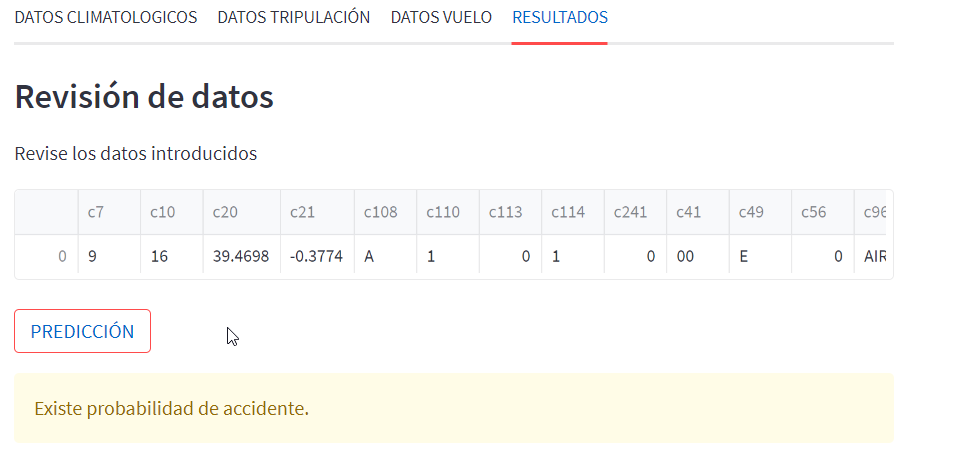 DATOS CLIMATOLOGICOS DATOS TRIPULACIÓN DATOS VUELO RESULTADOS
Revisión de datos
Revise los datos introducidos
c7 c10 c20 c21 c108 c110 c113 c114 c241 c41 c49 c56 c96
0 9 16 39.4698 -0.3774 A 1 0 1 0 00 E 0 AIR
PREDICCIÓN
Existe probabilidad de accidente.